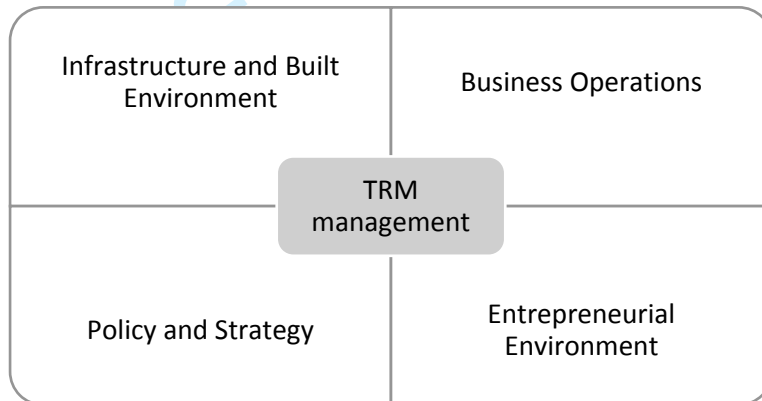 Infrastructure and Built
Environment
Business Operations
TRM
management
Policy and Strategy
Entrepreneurial
Environment